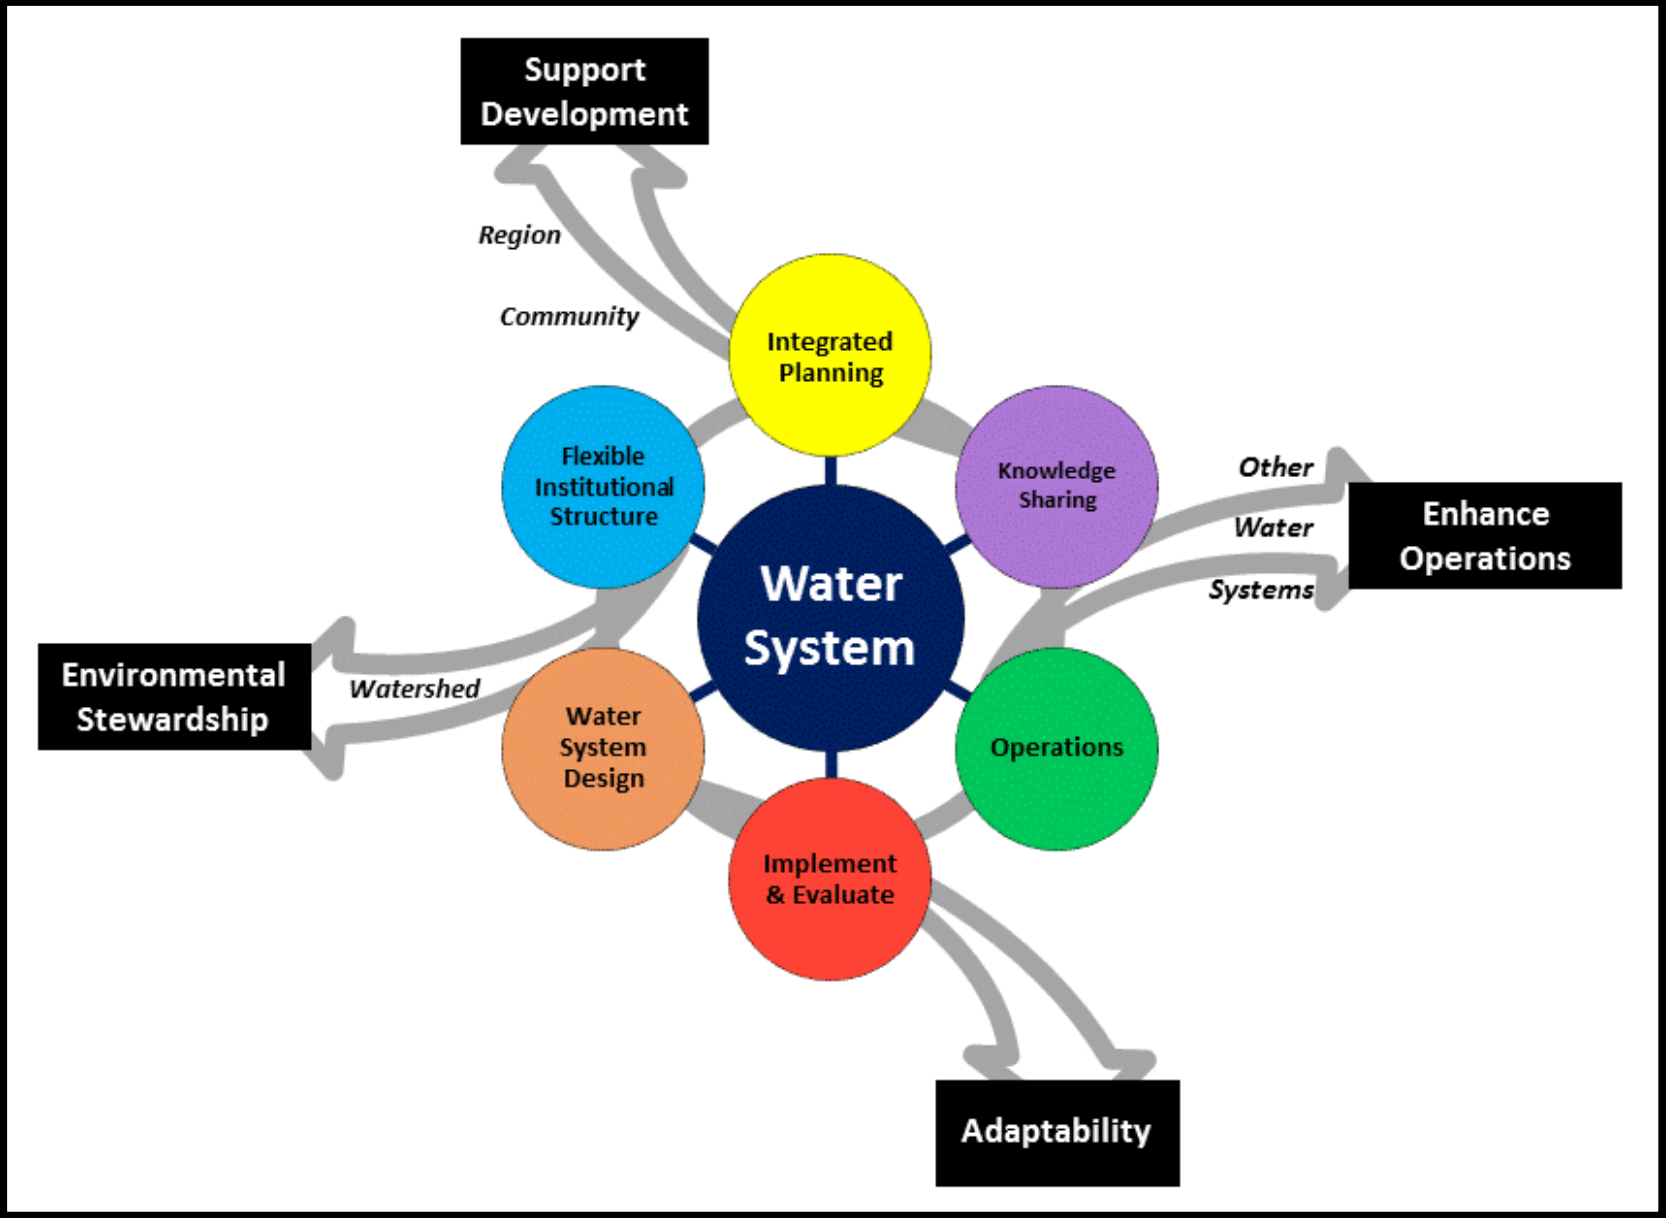 Support
Development
Region
Community
Integrated
Planning
Flexible
Institutional
Structure
Knowledge
Sharing
Other
Water
Systems
Enhance
Operations
Water
System
Environmental
Stewardship
Watershed
Water
System
Design
Operations
Implement
& Evaluate
Adaptability